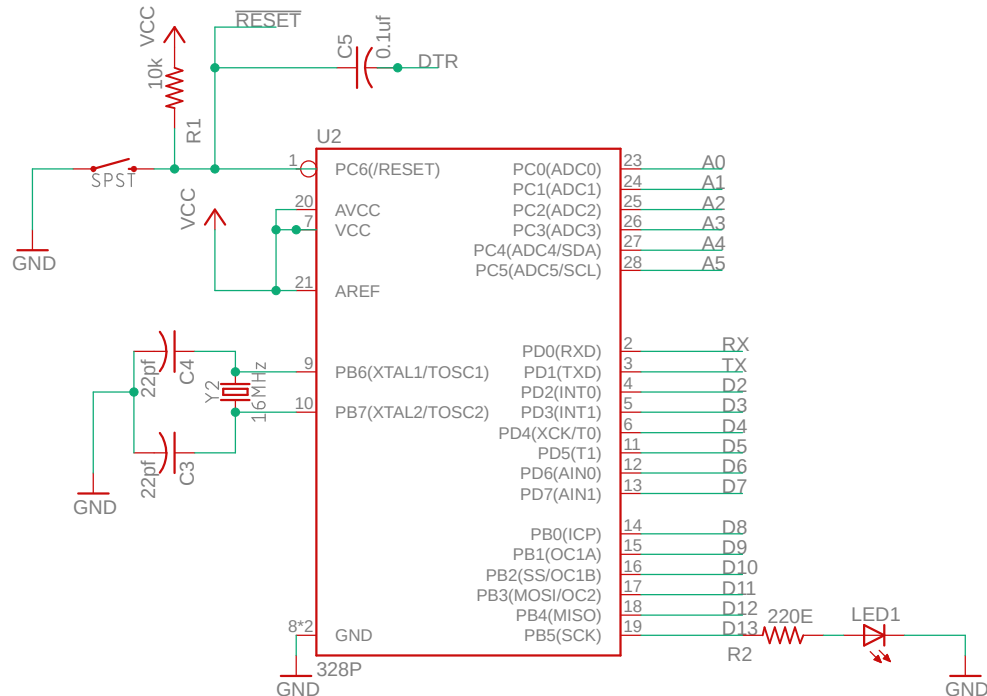 RESET
VCC
10k
R1
C5
0.1uf
DTR
SPST
GND
VCC
U2
1 PC6(/RESET)
20 AVCC
7 VCC
21 AREF
9 PB6(XTAL1/TOSC1)
10 PB7(XTAL2/TOSC2)
8*2 GND
328P
GND
22pf
C4
Y2
16MHz
22pf
C3
GND
PC0(ADC0) 23 A0
PC1(ADC1) 24 A1
PC2(ADC2) 25 A2
PC3(ADC3) 26 A3
PC4(ADC4/SDA) 27 A4
PC5(ADC5/SCL) 28 A5
PD0(RXD) 2 RX
PD1(TXD) 3 TX
PD2(INT0) 4 D2
PD3(INT1) 5 D3
PD4(XCK/T0) 6 D4
PD5(T1) 11 D5
PD6(AIN0) 12 D6
PD7(AIN1) 13 D7
PB0(ICP) 14 D8
PB1(OC1A) 15 D9
PB2(SS/OC1B) 16 D10
PB3(MOSI/OC2) 17 D11
PB4(MISO) 18 D12
PB5(SCK) 19 D13
220E
R2
LED1
GND